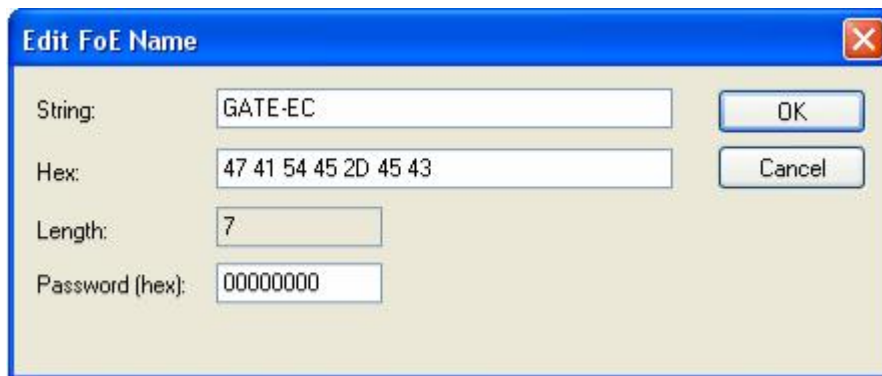 Edit FoE Name
String: GATE-EC OK
Hex: 47 41 54 45 2D 45 43 Cancel
Length: 7
Password (hex): 00000000